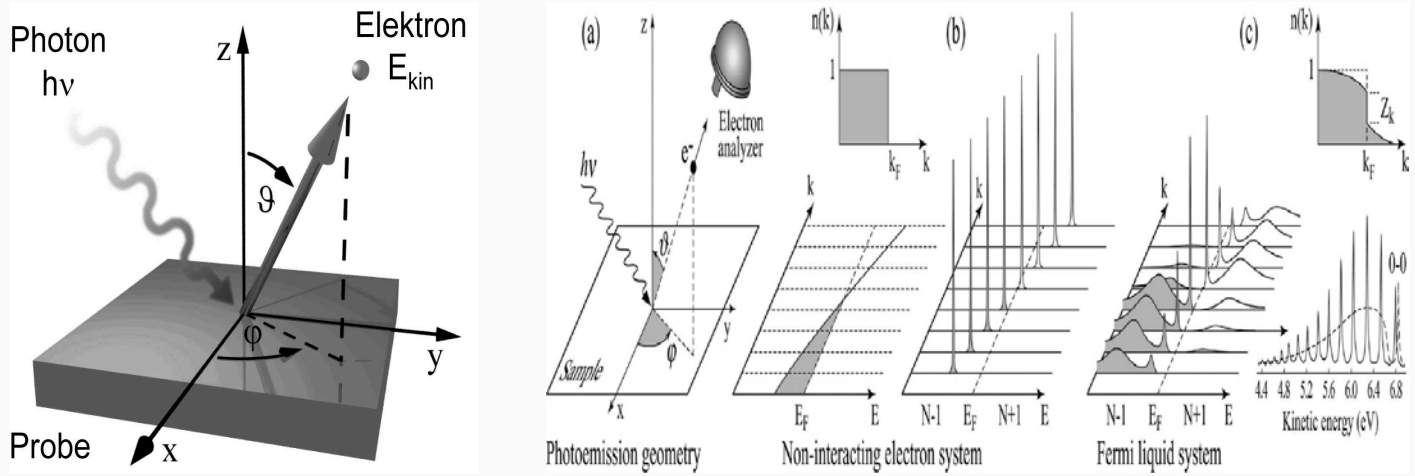 Photon
hν
z
Elektron
E_kin
ϑ
φ
y
x
Probe
(a)
z
Electron
analyzer
e-
hν
ϑ
y
φ
Sample
x
Photoemission geometry
n(k)
1
k_F
k
k
E_F
E
(b)
k
N-1
E_F
N+1
E
Non-interacting electron system
(c)
n(k)
1
Z_k
k_F
k
k
N-1
E_F
N+1
E
Fermi liquid system
0-0
4.4 4.8 5.2 5.6 6.0 6.4 6.8
Kinetic energy (eV)